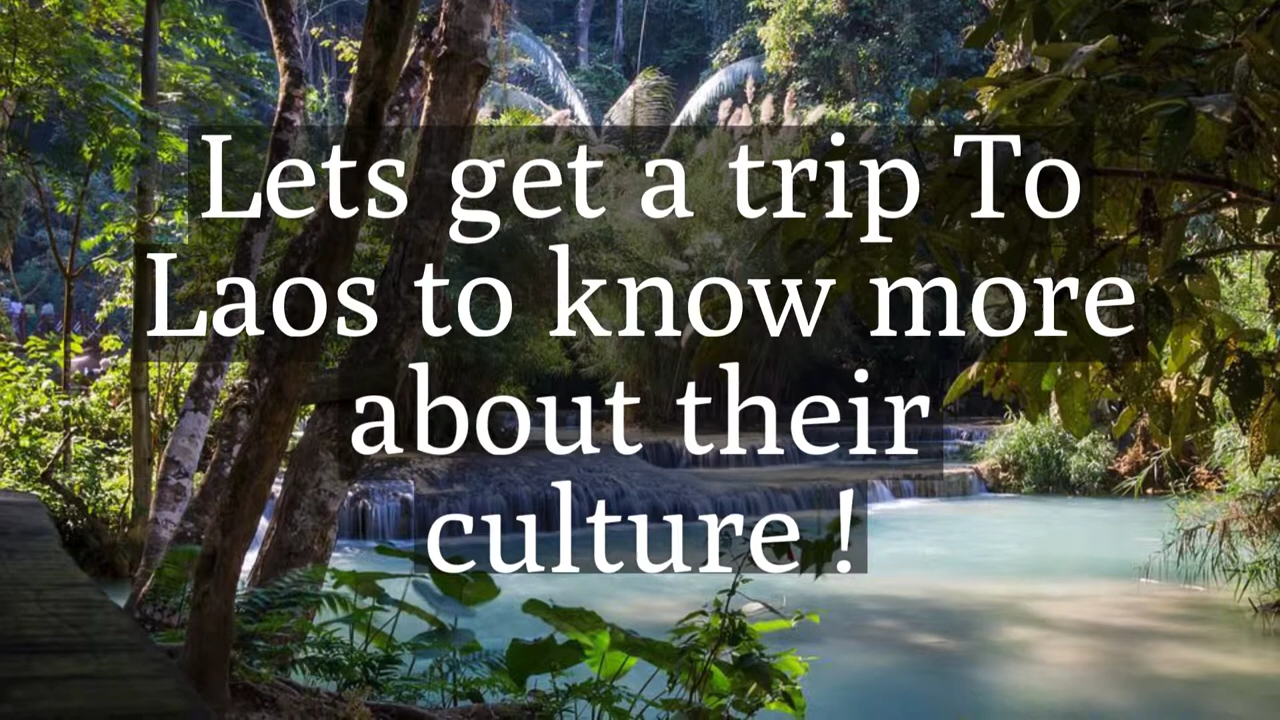 Lets get a trip To
Laos to know more
about their
culture !